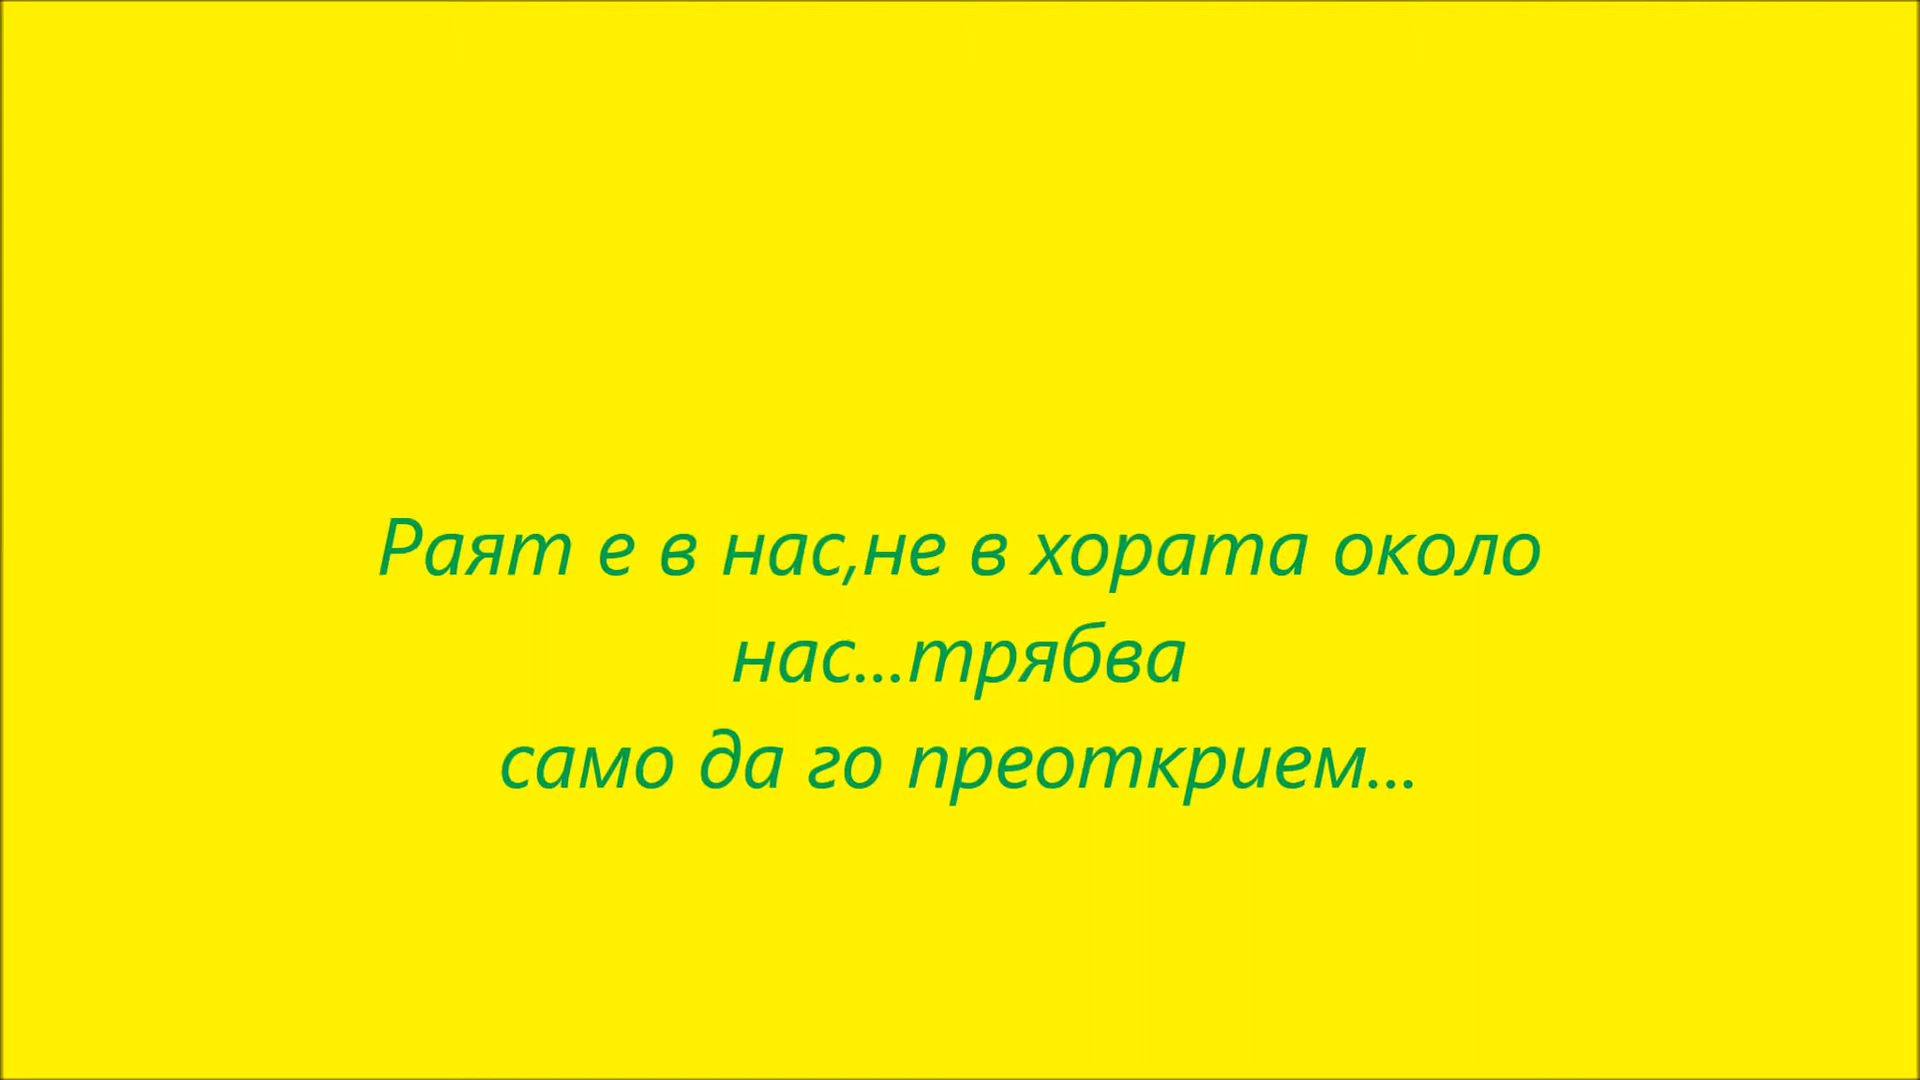 Раят е в нас,не в хората около
нас...трябва
само да го преоткрием...